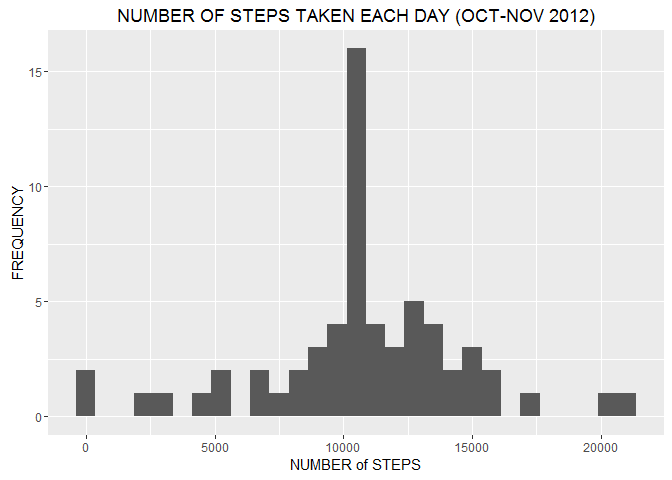 NUMBER OF STEPS TAKEN EACH DAY (OCT-NOV 2012)
FREQUENCY
15
10
5
0
0 5000 10000 15000 20000
NUMBER of STEPS